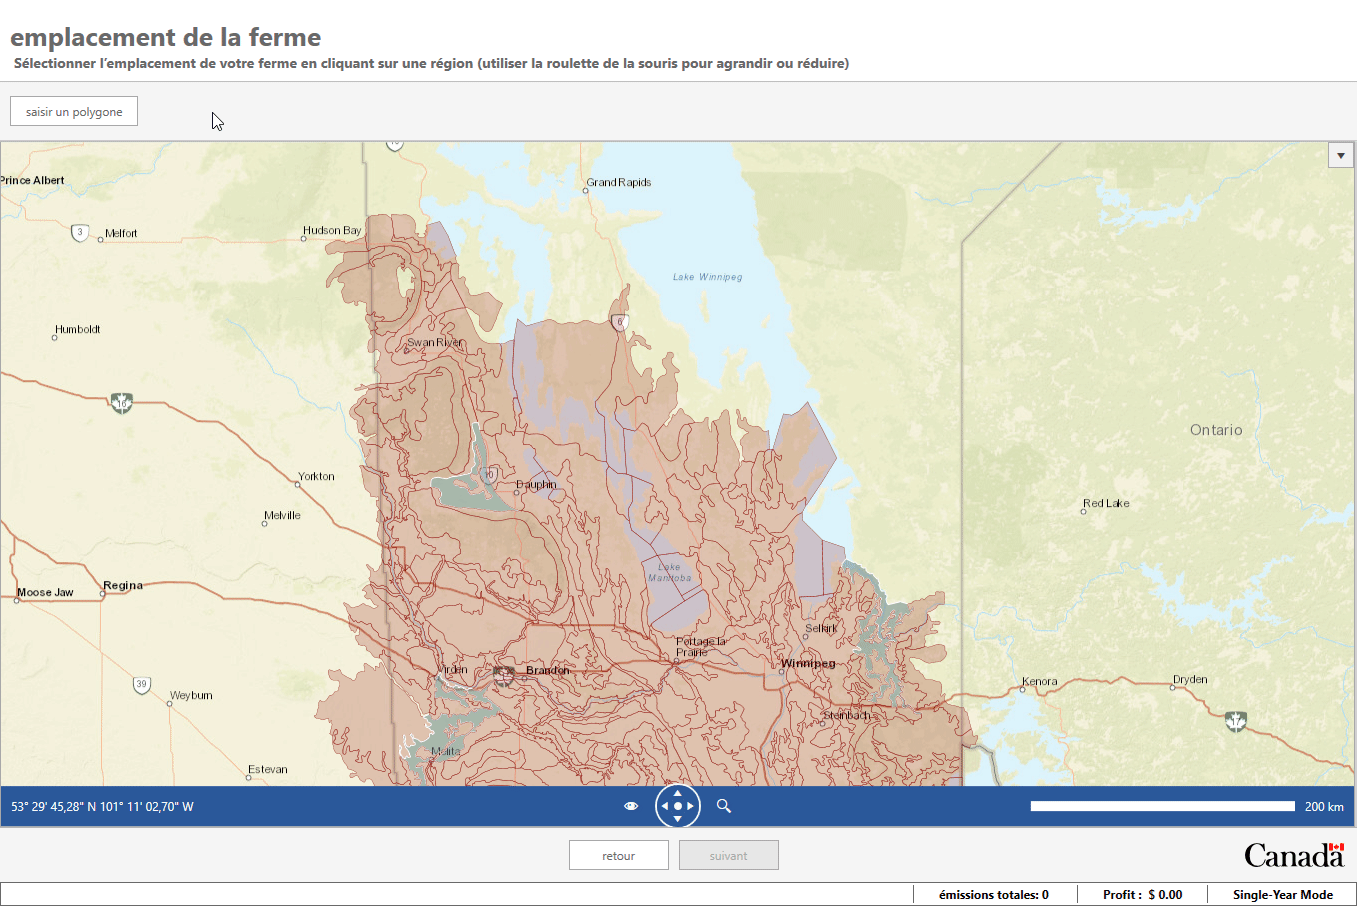 emplacement de la ferme
Sélectionner l'emplacement de votre ferme en cliquant sur une région (utiliser la roulette de la souris pour agrandir ou réduire)
saisir un polygone
Grand Rapids
Prince Albert
3
Melfort
Hudson Bay
Lake Winnipeg
6
Humboldt
Swan River
16
Ontario
Yorkton
10
Dauphin
Red Lake
Melville
Lake
Manitoba
Regina
Moose Jaw
Selkirk
Portage la
Prairie
Winnipeg
Virden
Brandon
39
Kenora
Dryden
Weyburn
Steinbach
17
Melita
Estevan
53° 29' 45,28" N 101° 11' 02,70" W
200 km
retour
suivant
Canada
émissions totales: 0
Profit : $ 0.00
Single-Year Mode